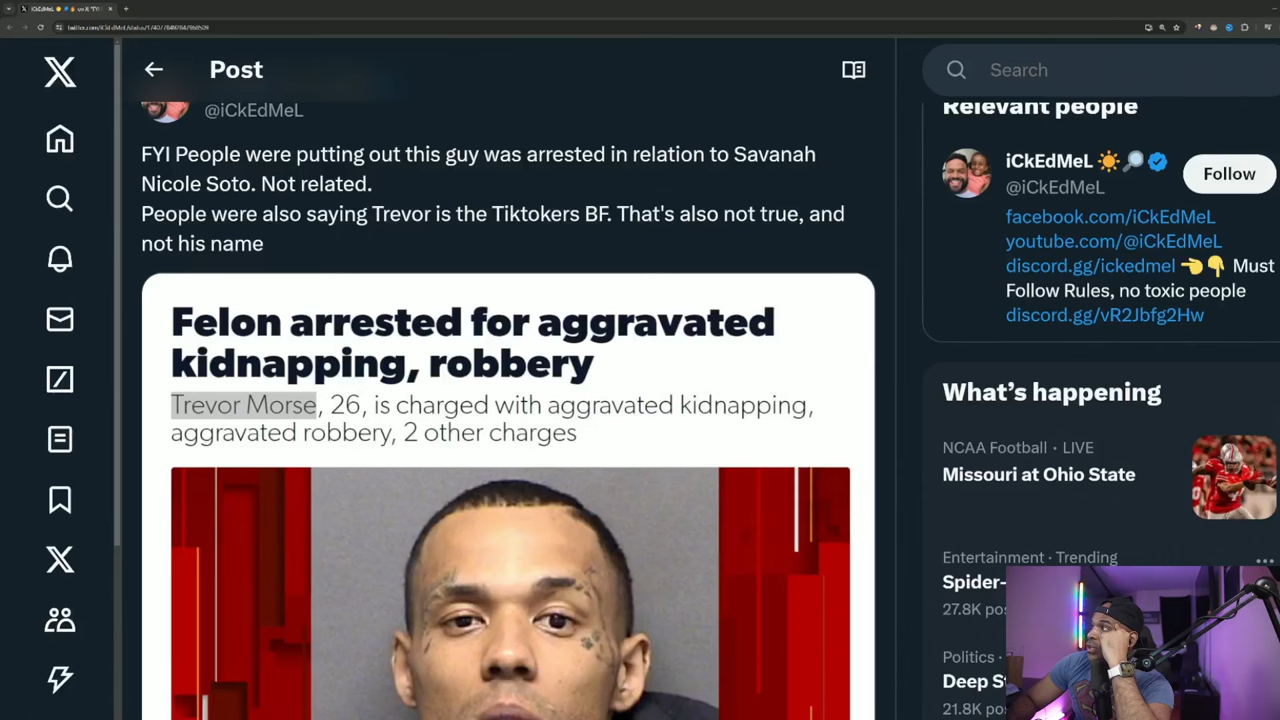 Post
Search
@iCkEdMeL
FYI People were putting out this guy was arrested in relation to Savanah
Nicole Soto. Not related.
People were also saying Trevor is the Tiktokers BF. That's also not true, and
not his name
Felon arrested for aggravated
kidnapping, robbery
Trevor Morse, 26, is charged with aggravated kidnapping,
aggravated robbery, 2 other charges
Relevant people
iCkEdMeL
@iCkEdMeL
Follow
facebook.com/iCkEdMeL
youtube.com/@iCkEdMeL
discord.gg/ickedmel 👉👇 Must
Follow Rules, no toxic people
discord.gg/vR2Jbfg2Hw
What's happening
NCAA Football · LIVE
Missouri at Ohio State
Entertainment · Trending
Spider-
27.8K
Politics ·
Deep
21.8K